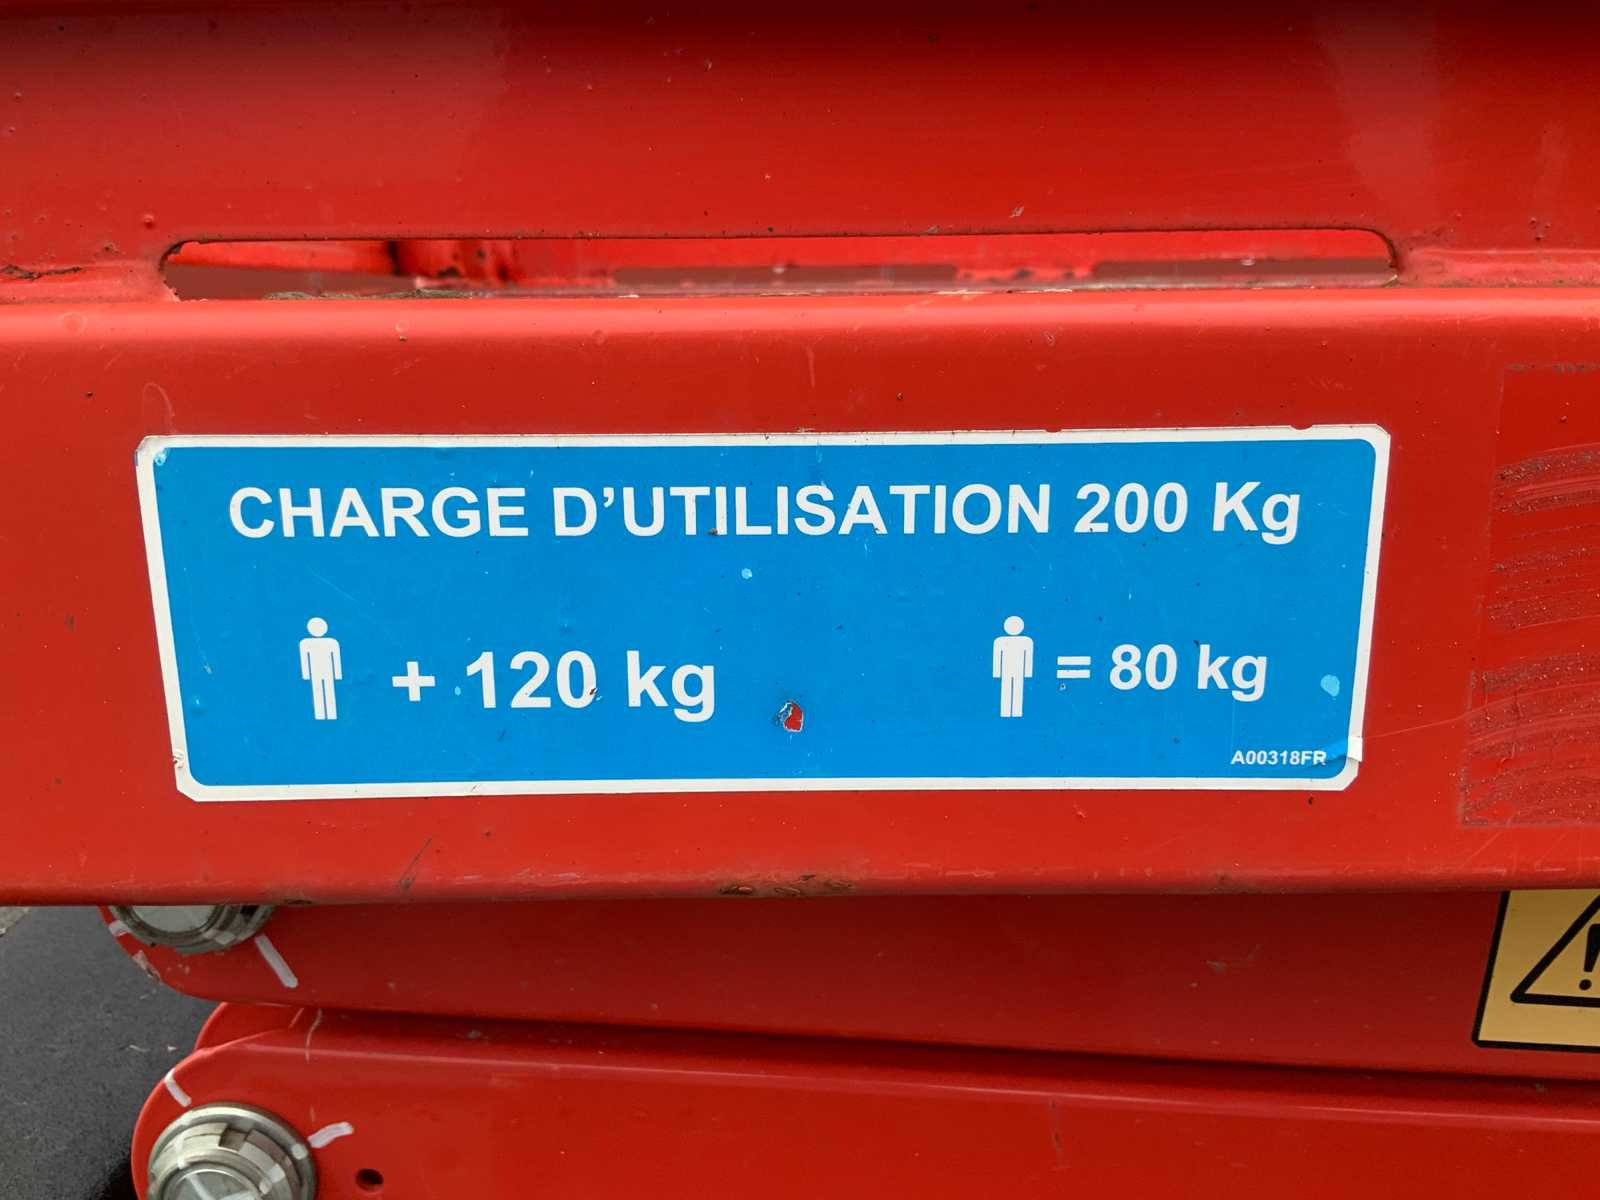 CHARGE D’UTILISATION 200 Kg
+ 120 kg
= 80 kg
A00318FR